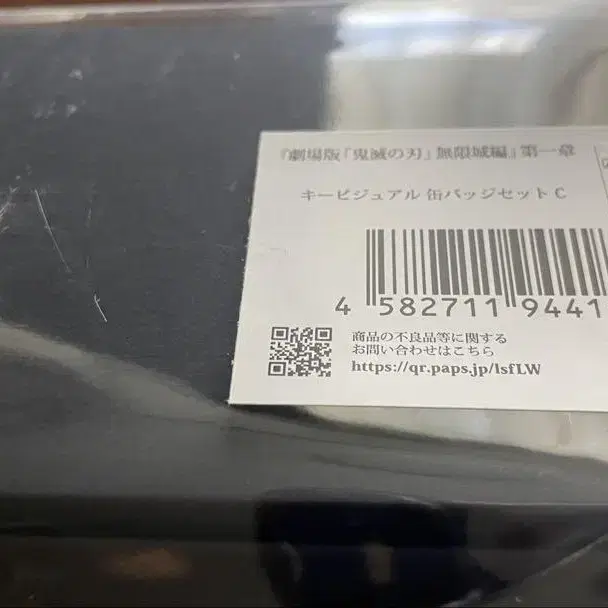 『劇場版「鬼滅の刃」無限城編』第一章
キービジュアル 缶バッジセット C
4 582711 9441
商品の不良品等に関する
お問い合わせはこちら
https://qr.paps.jp/lsfLW